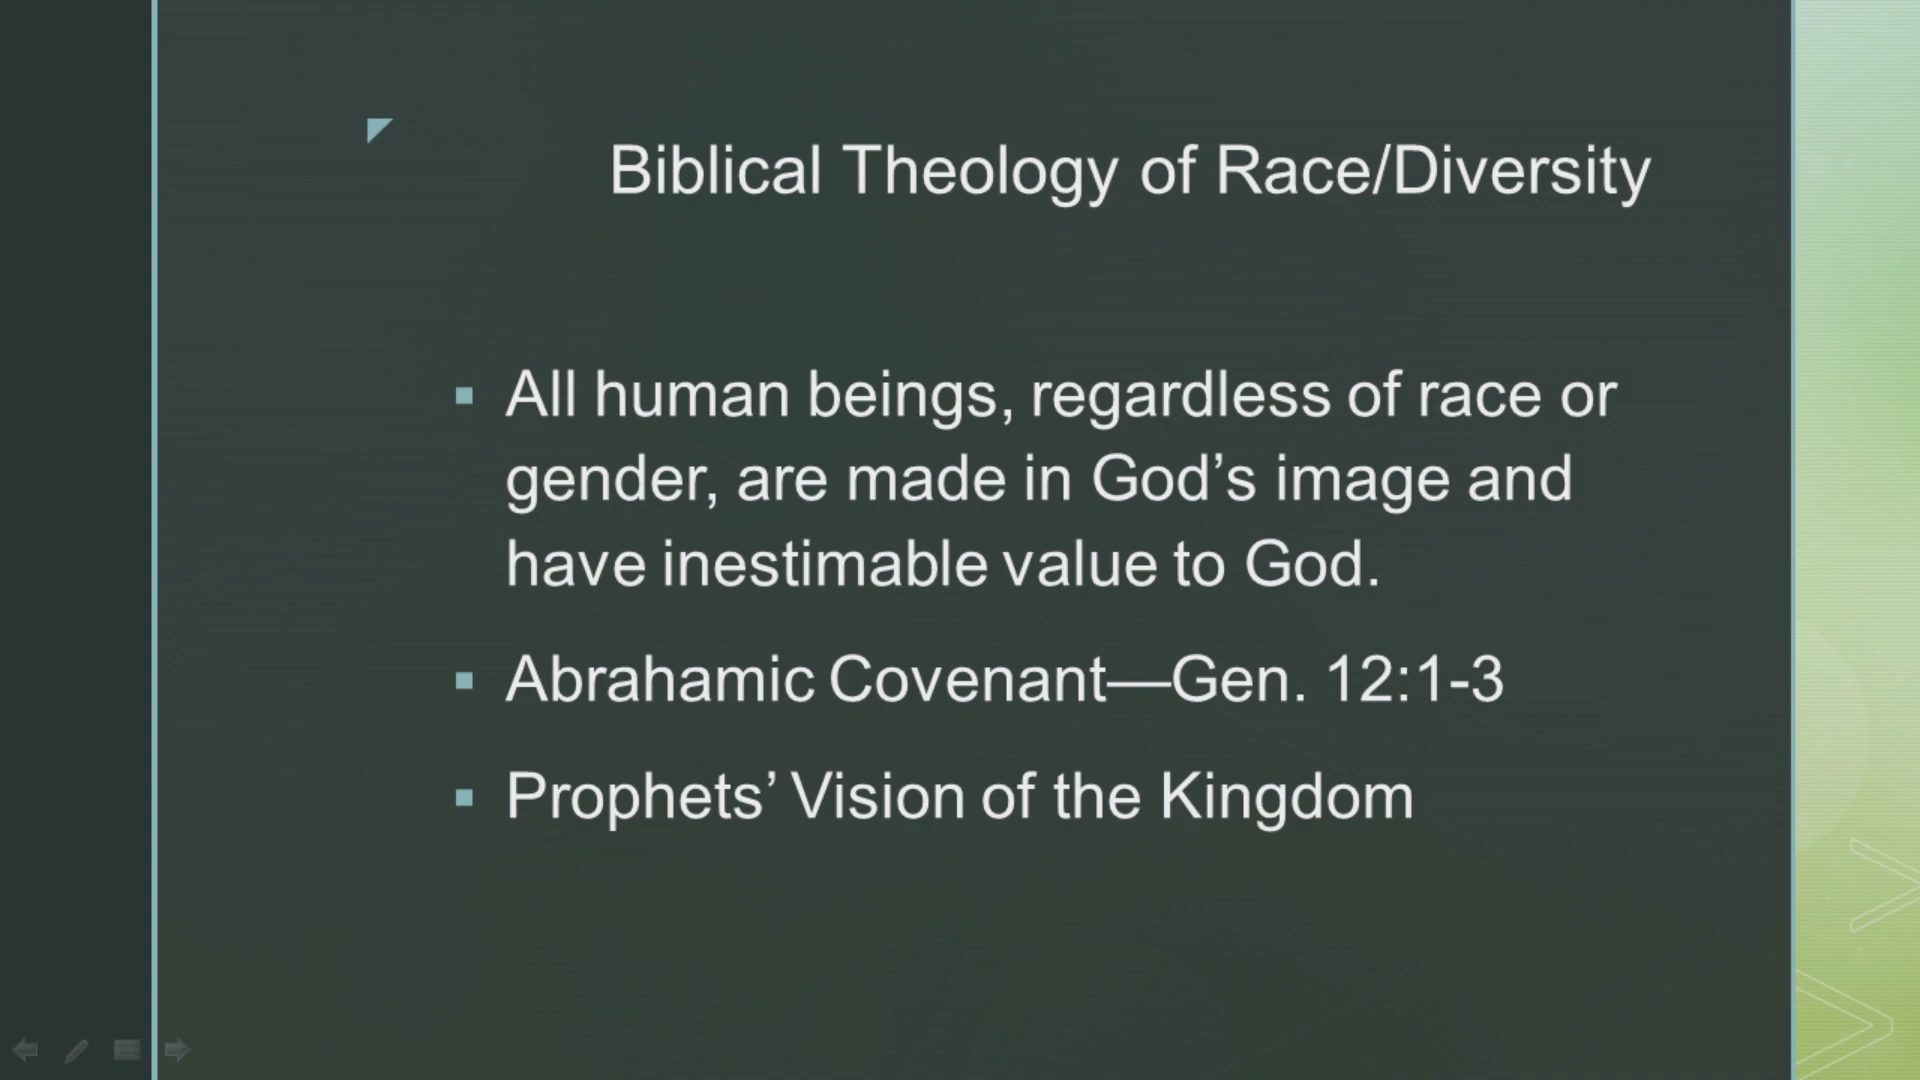 Biblical Theology of Race/Diversity
All human beings, regardless of race or
gender, are made in God’s image and
have inestimable value to God.
Abrahamic Covenant—Gen. 12:1-3
Prophets’ Vision of the Kingdom